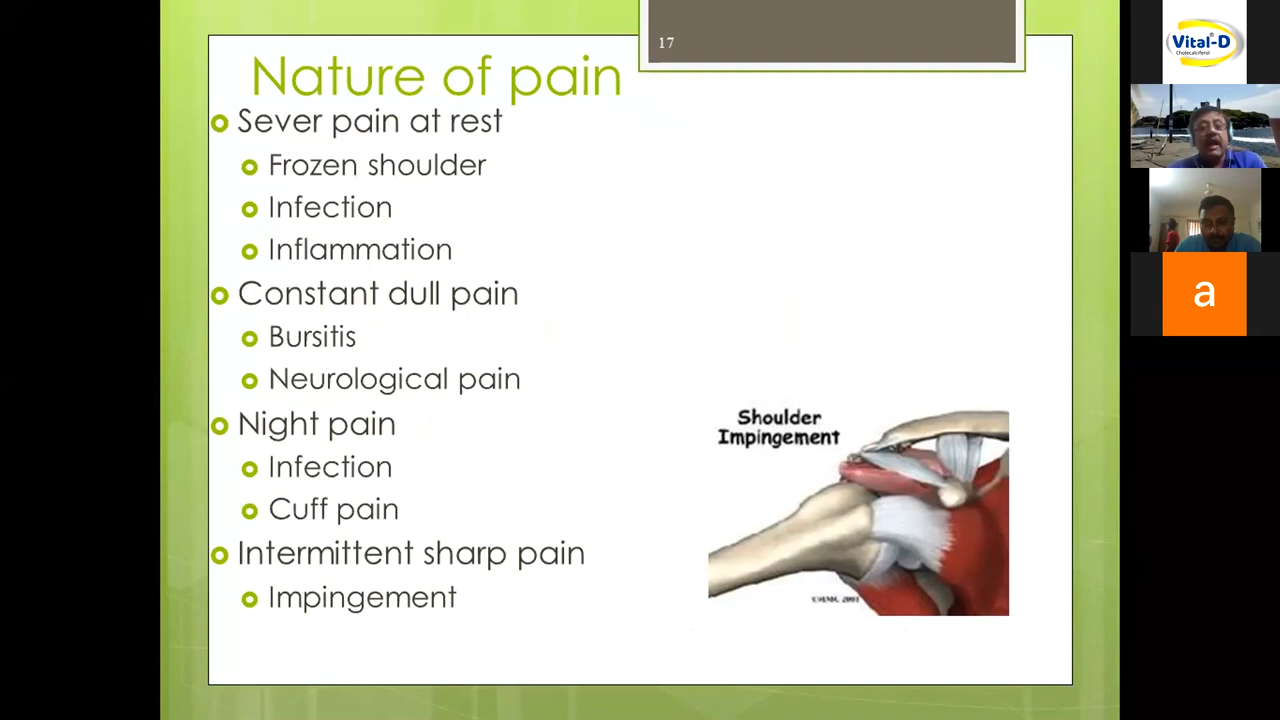 17
Nature of pain
Sever pain at rest
Frozen shoulder
Infection
Inflammation
Constant dull pain
Bursitis
Neurological pain
Night pain
Infection
Cuff pain
Intermittent sharp pain
Impingement
Shoulder
Impingement
Vital-D
Cholecalciferol
a